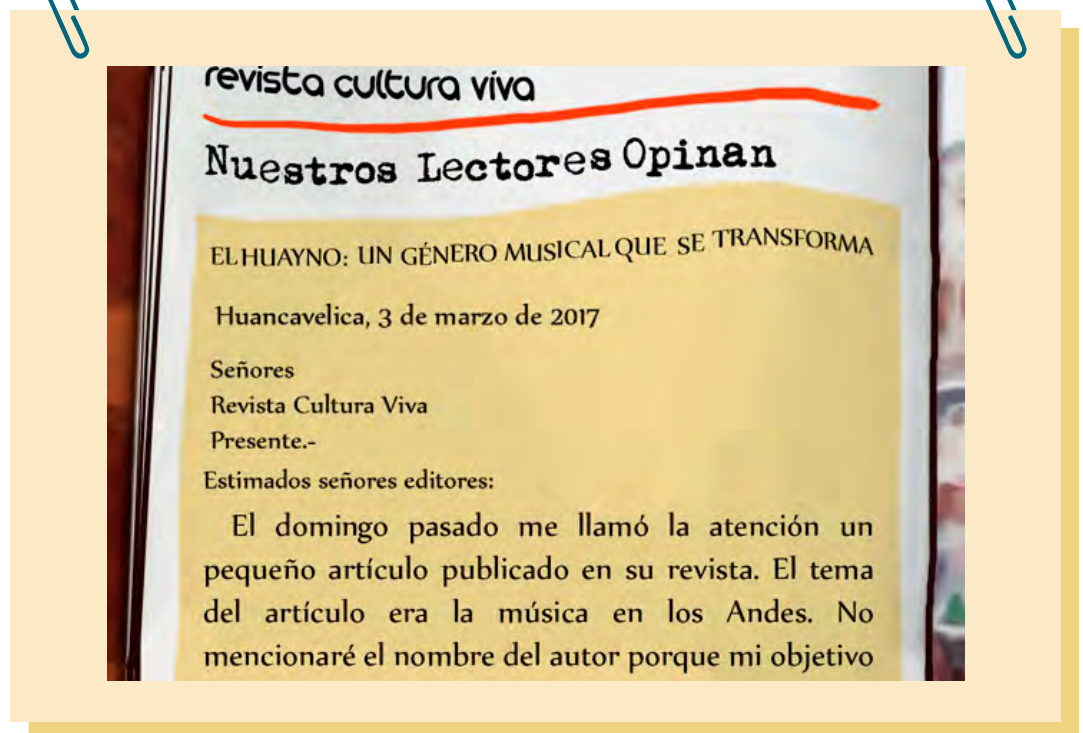 revista cultura viva
Nuestros Lectores Opinan
EL HUAYNO: UN GÉNERO MUSICAL QUE SE TRANSFORMA
Huancavelica, 3 de marzo de 2017
Señores
Revista Cultura Viva
Presente.-
Estimados señores editores:
El domingo pasado me llamó la atención un
pequeño artículo publicado en su revista. El tema
del artículo era la música en los Andes. No
mencionaré el nombre del autor porque mi objetivo